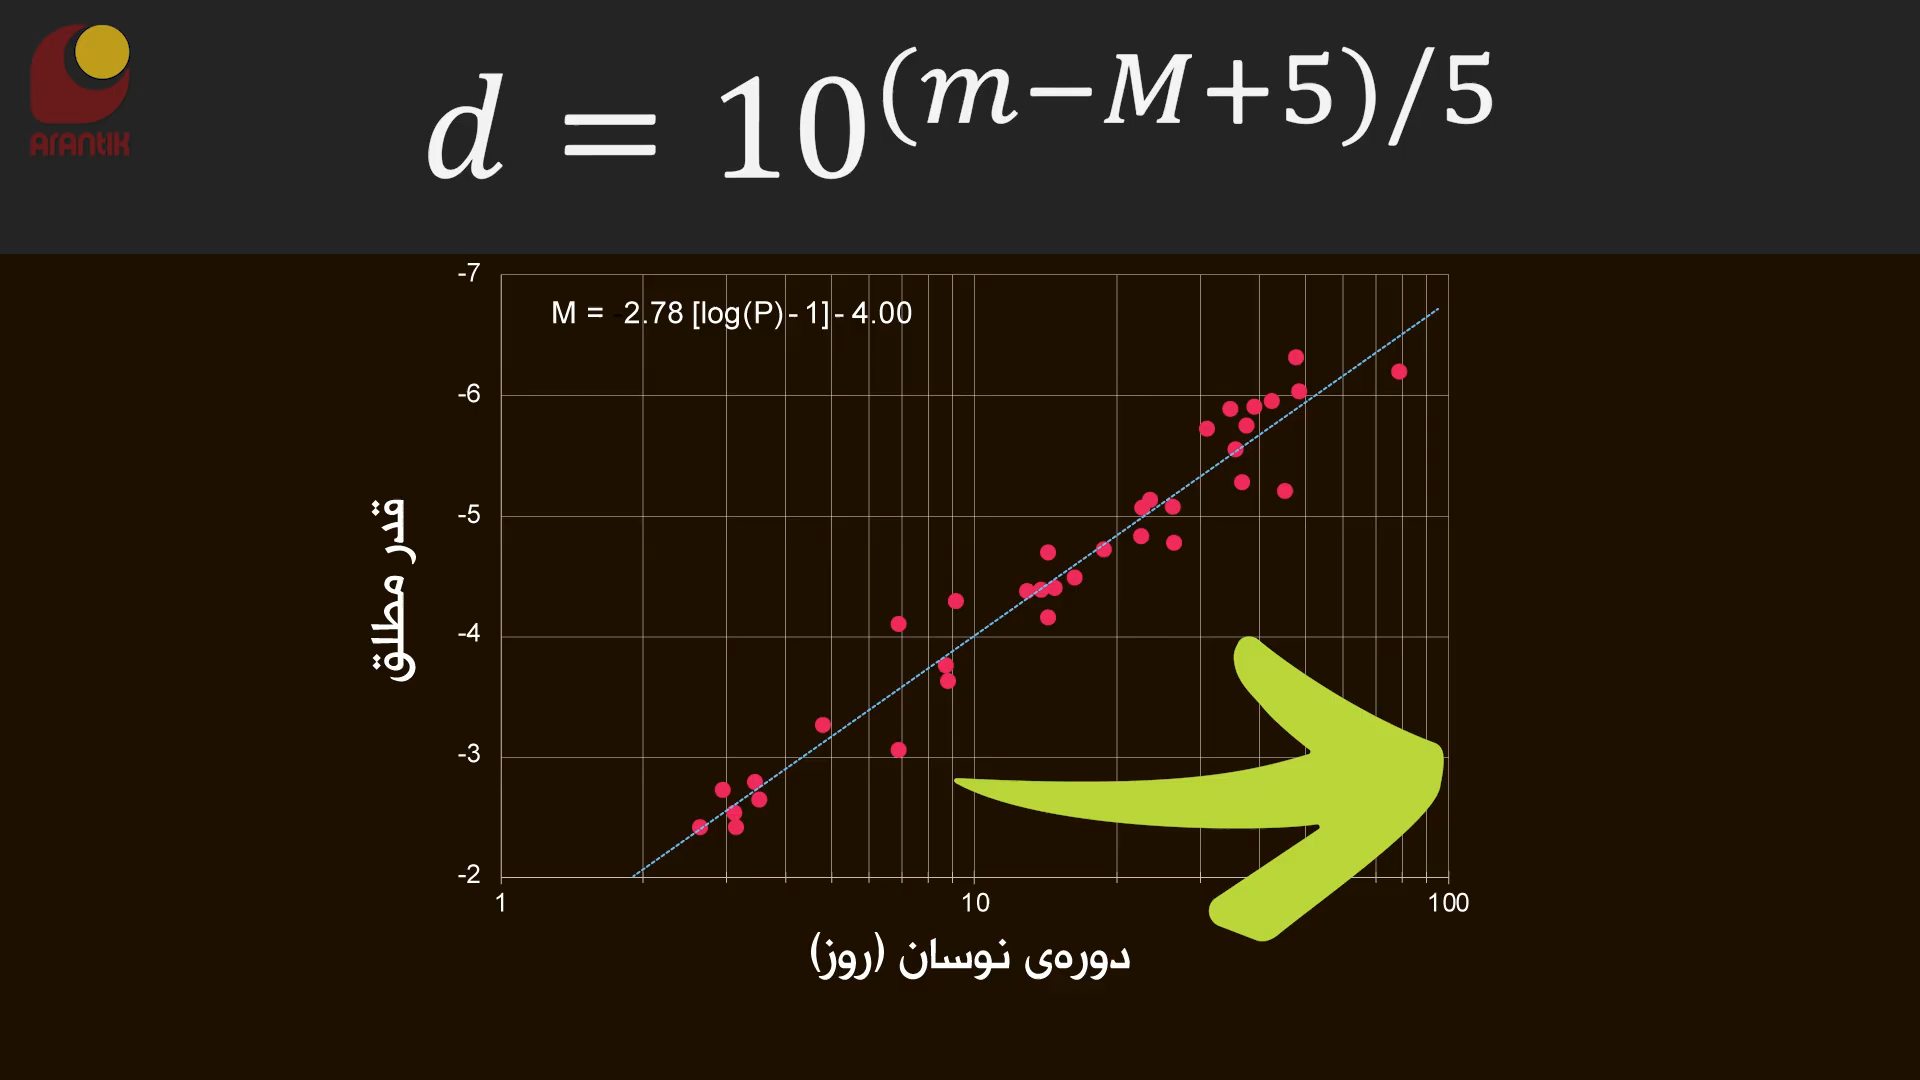 ArAntik
d = 10^(m−M+5)/5
M = -2.78 [log(P) - 1] - 4.00
-7
-6
-5
-4
-3
-2
قدر مطلق
1 10 100
دوره‌ی نوسان (روز)